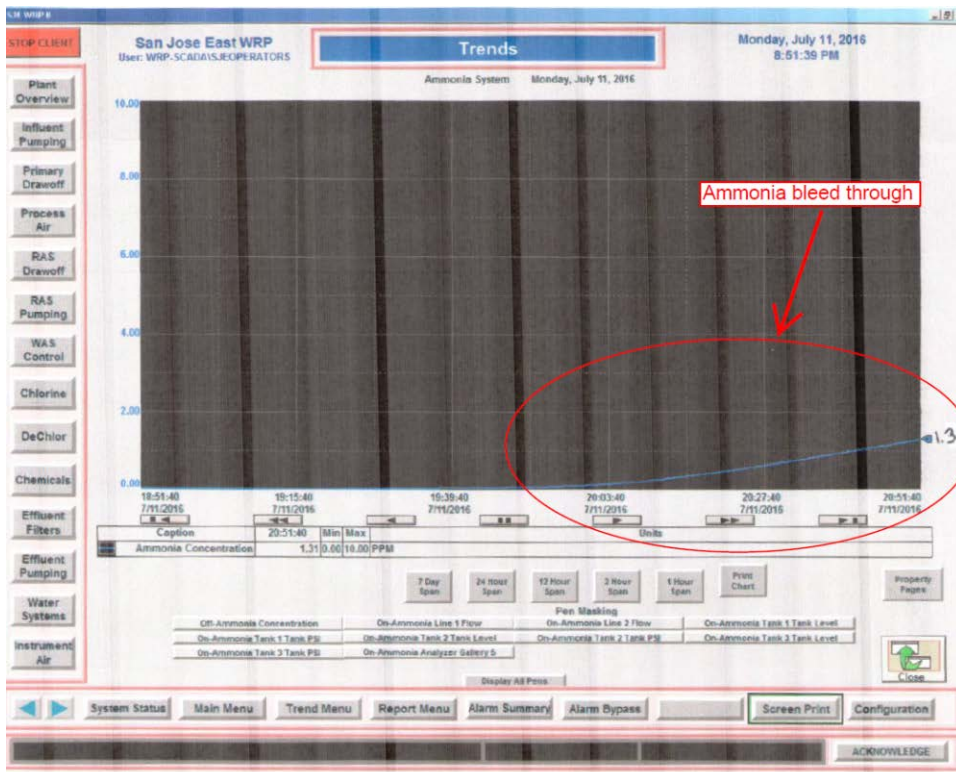 SJE WRP E
STOP CLIENT
San Jose East WRP
User: WRP-SCADA\SJEOPERATORS
Trends
Monday, July 11, 2016
8:51:39 PM
Ammonia System Monday, July 11, 2016
Plant
Overview
Influent
Pumping
Primary
Drawoff
Process
Air
RAS
Drawoff
RAS
Pumping
WAS
Control
Chlorine
DeChlor
Chemicals
Effluent
Filters
Effluent
Pumping
Water
Systems
Instrument
Air
10.00
8.00
6.00
4.00
2.00
0.00
Ammonia bleed through
1.3
18:51:40 19:15:40 19:39:40 20:03:40 20:27:40 20:51:40
7/11/2016 7/11/2016 7/11/2016 7/11/2016 7/11/2016 7/11/2016
Caption 20:51:40 Min Max Units
Ammonia Concentration 1.31 0.00 10.00 PPM
7 Day
Span
24 Hour
Span
12 Hour
Span
2 Hour
Span
1 Hour
Span
Print
Chart
Property
Pages
Pen Masking
Off-Ammonia Concentration On-Ammonia Line 1 Flow On-Ammonia Line 2 Flow On-Ammonia Tank 1 Tank Level
On-Ammonia Tank 1 Tank PSI On-Ammonia Tank 2 Tank Level On-Ammonia Tank 2 Tank PSI On-Ammonia Tank 3 Tank Level
On-Ammonia Tank 3 Tank PSI On-Ammonia Analyzer Gallery 5
Display All Pens
Close
System Status Main Menu Trend Menu Report Menu Alarm Summary Alarm Bypass Screen Print Configuration
ACKNOWLEDGE